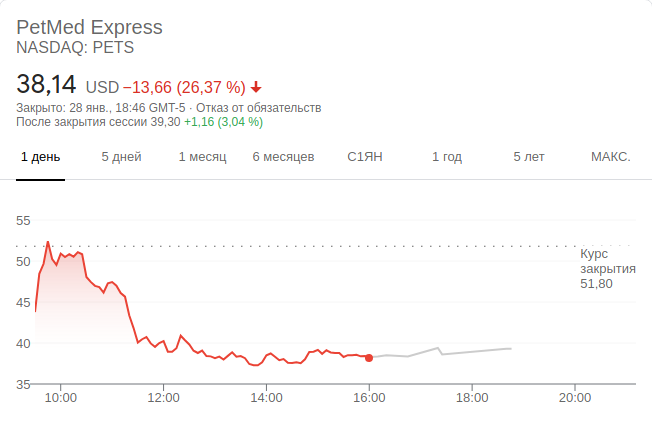 PetMed Express
NASDAQ: PETS
38,14 USD −13,66 (26,37 %)
Закрыто: 28 янв., 18:46 GMT-5 · Отказ от обязательств
После закрытия сессии 39,30 +1,16 (3,04 %)
1 день 5 дней 1 месяц 6 месяцев С1ЯН 1 год 5 лет МАКС.
55
50
45
40
35
Курс
закрытия
51,80
10:00 12:00 14:00 16:00 18:00 20:00